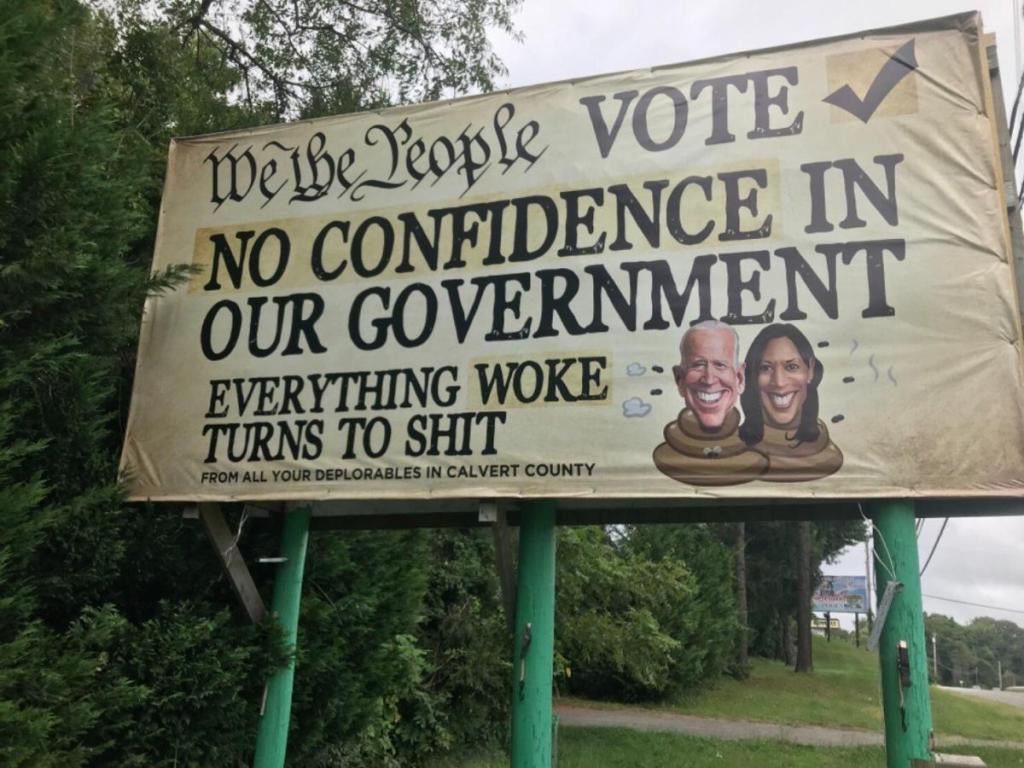 We the People VOTE ✓
NO CONFIDENCE IN
OUR GOVERNMENT
EVERYTHING WOKE
TURNS TO SHIT
FROM ALL YOUR DEPLORABLES IN CALVERT COUNTY